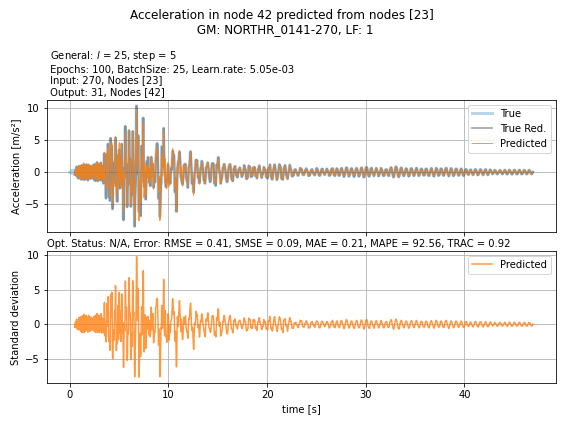 Acceleration in node 42 predicted from nodes [23]
GM: NORTHR_0141-270, LF: 1
General: l = 25, step = 5
Epochs: 100, BatchSize: 25, Learn.rate: 5.05e-03
Input: 270, Nodes [23]
Output: 31, Nodes [42]
Acceleration [m/s²]
10
5
0
−5
True
True Red.
Predicted
Opt. Status: N/A, Error: RMSE = 0.41, SMSE = 0.09, MAE = 0.21, MAPE = 92.56, TRAC = 0.92
Standard deviation
10
5
0
−5
Predicted
0
10
20
30
40
time [s]